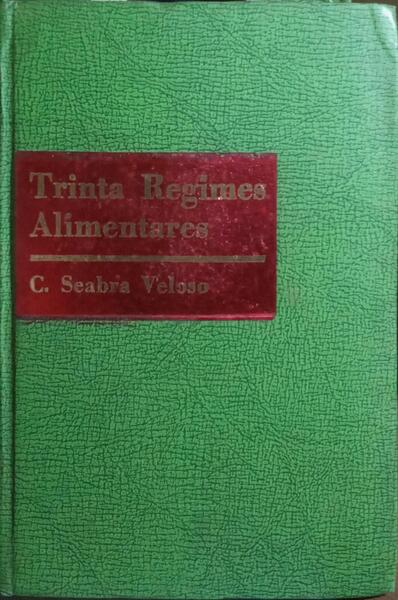 Trinta Regimes
Alimentares
C. Seabra Veloso